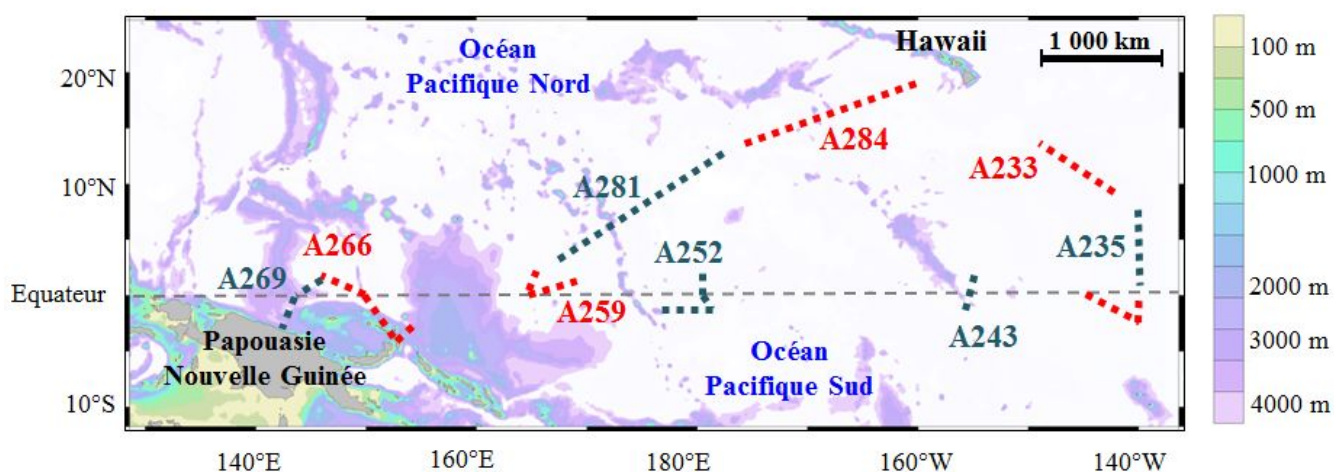 Océan
Pacifique Nord
Hawaii
1 000 km
20°N
10°N
Equateur
10°S
A284
A233
A281
A266
A252
A235
A269
A259
A243
Papouasie
Nouvelle Guinée
Océan
Pacifique Sud
140°E
160°E
180°E
160°W
140°W
100 m
500 m
1000 m
2000 m
3000 m
4000 m